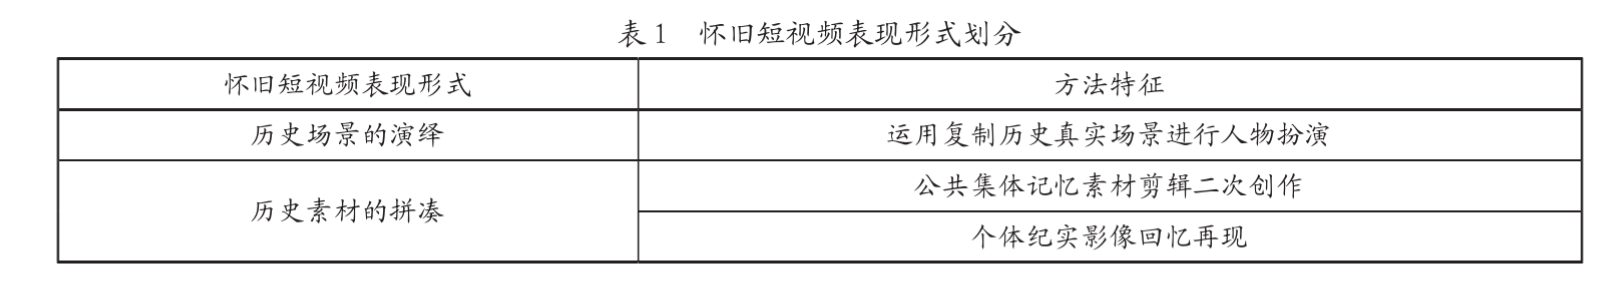 表 1　怀旧短视频表现形式划分
怀旧短视频表现形式　方法特征
历史场景的演绎　运用复制历史真实场景进行人物扮演
公共集体记忆素材剪辑二次创作
历史素材的拼凑
个体纪实影像回忆再现